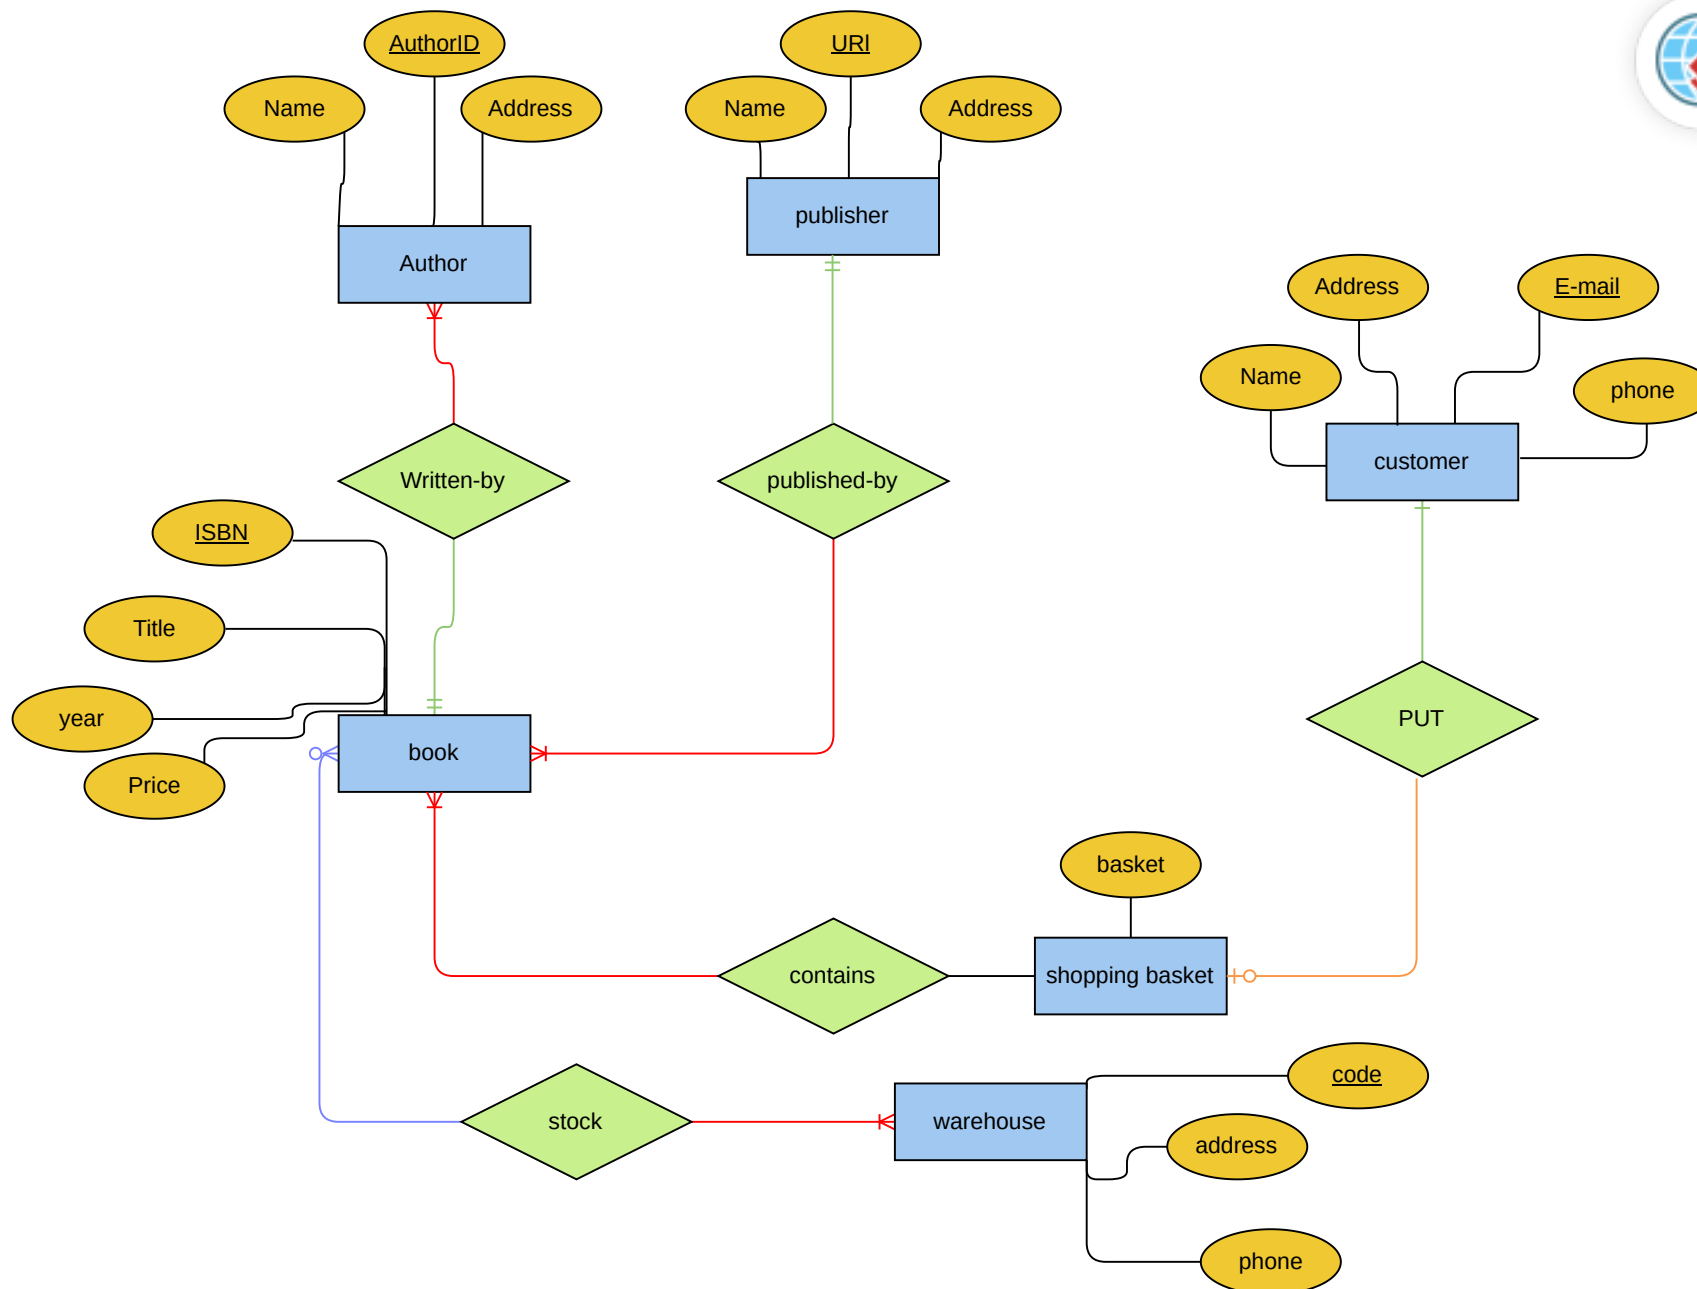 AuthorID
Name
Address
URl
Name
Address
publisher
Author
Address
E-mail
Name
phone
customer
Written-by
published-by
ISBN
Title
year
Price
book
PUT
basket
contains
shopping basket
code
stock
warehouse
address
phone